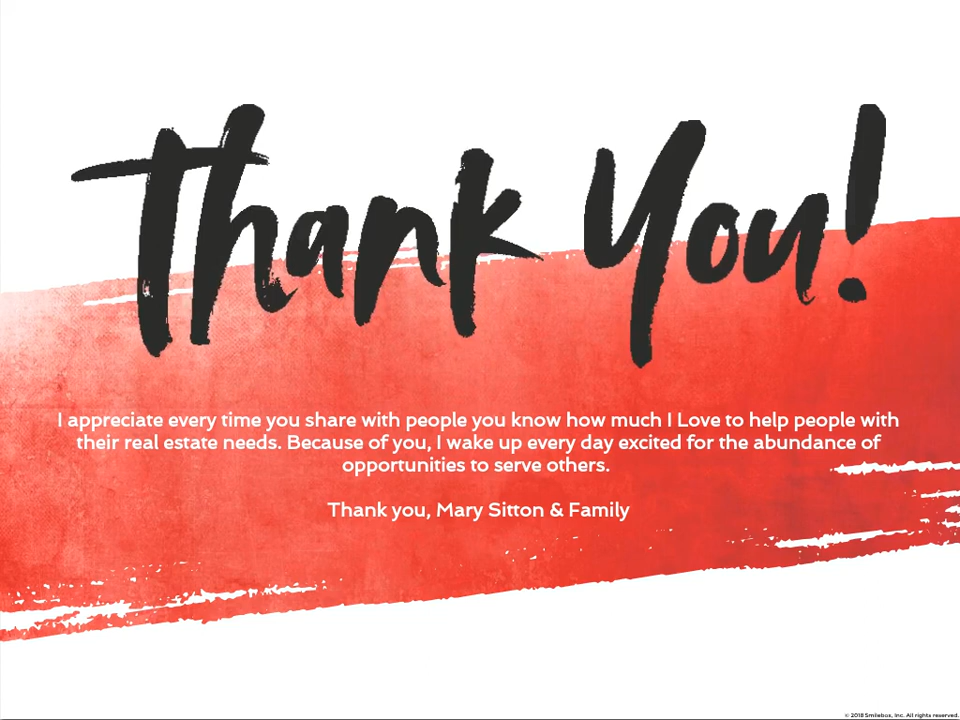 Thank You!
I appreciate every time you share with people you know how much I Love to help people with
their real estate needs. Because of you, I wake up every day excited for the abundance of
opportunities to serve others.
Thank you, Mary Sitton & Family
© 2018 Smilebox, Inc. All rights reserved.